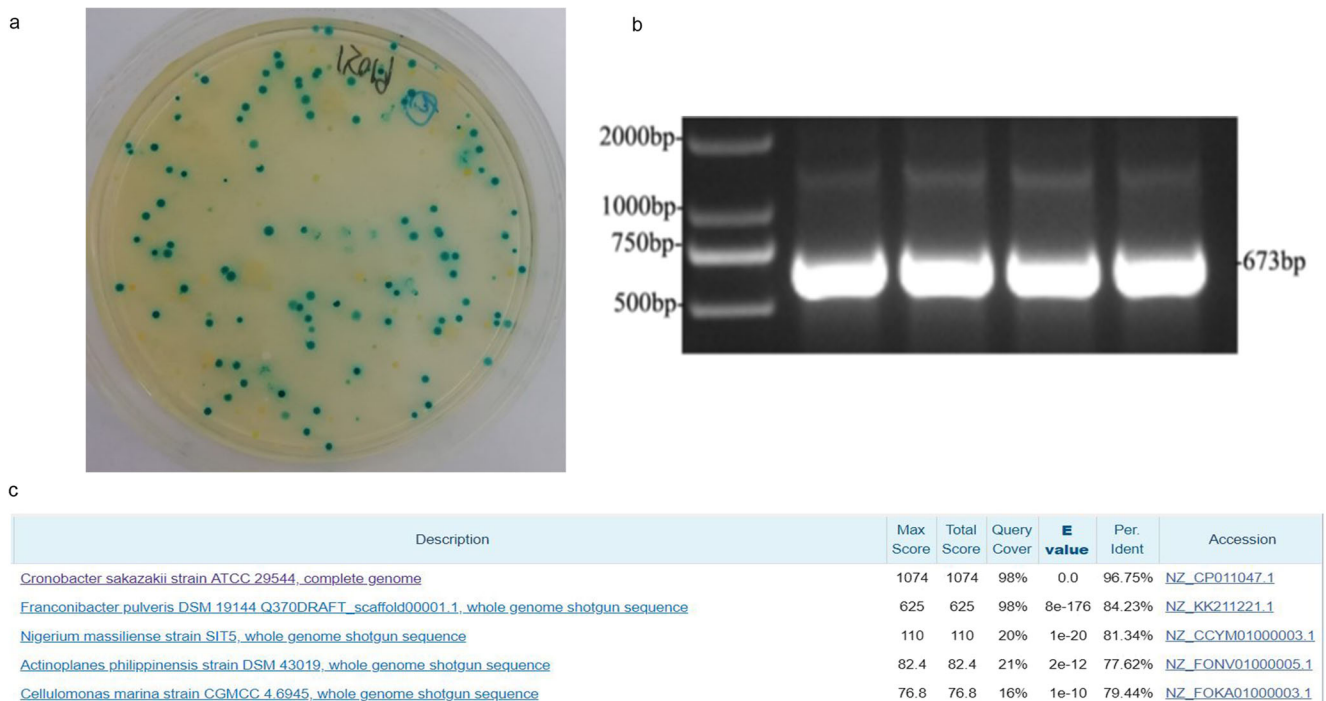 a
b
2000bp
1000bp
750bp
500bp
673bp
c
Description Max Score Total Score Query Cover E value Per. Ident Accession
Cronobacter sakazakii strain ATCC 29544, complete genome 1074 1074 98% 0.0 96.75% NZ_CP011047.1
Franconibacter pulveris DSM 19144 Q370DRAFT_scaffold00001.1, whole genome shotgun sequence 625 625 98% 8e-176 84.23% NZ_KK211221.1
Nigerium massiliense strain SIT5, whole genome shotgun sequence 110 110 20% 1e-20 81.34% NZ_CCYM01000003.1
Actinoplanes philippinensis strain DSM 43019, whole genome shotgun sequence 82.4 82.4 21% 2e-12 77.62% NZ_FONV01000005.1
Cellulomonas marina strain CGMCC 4.6945, whole genome shotgun sequence 76.8 76.8 16% 1e-10 79.44% NZ_FOKA01000003.1